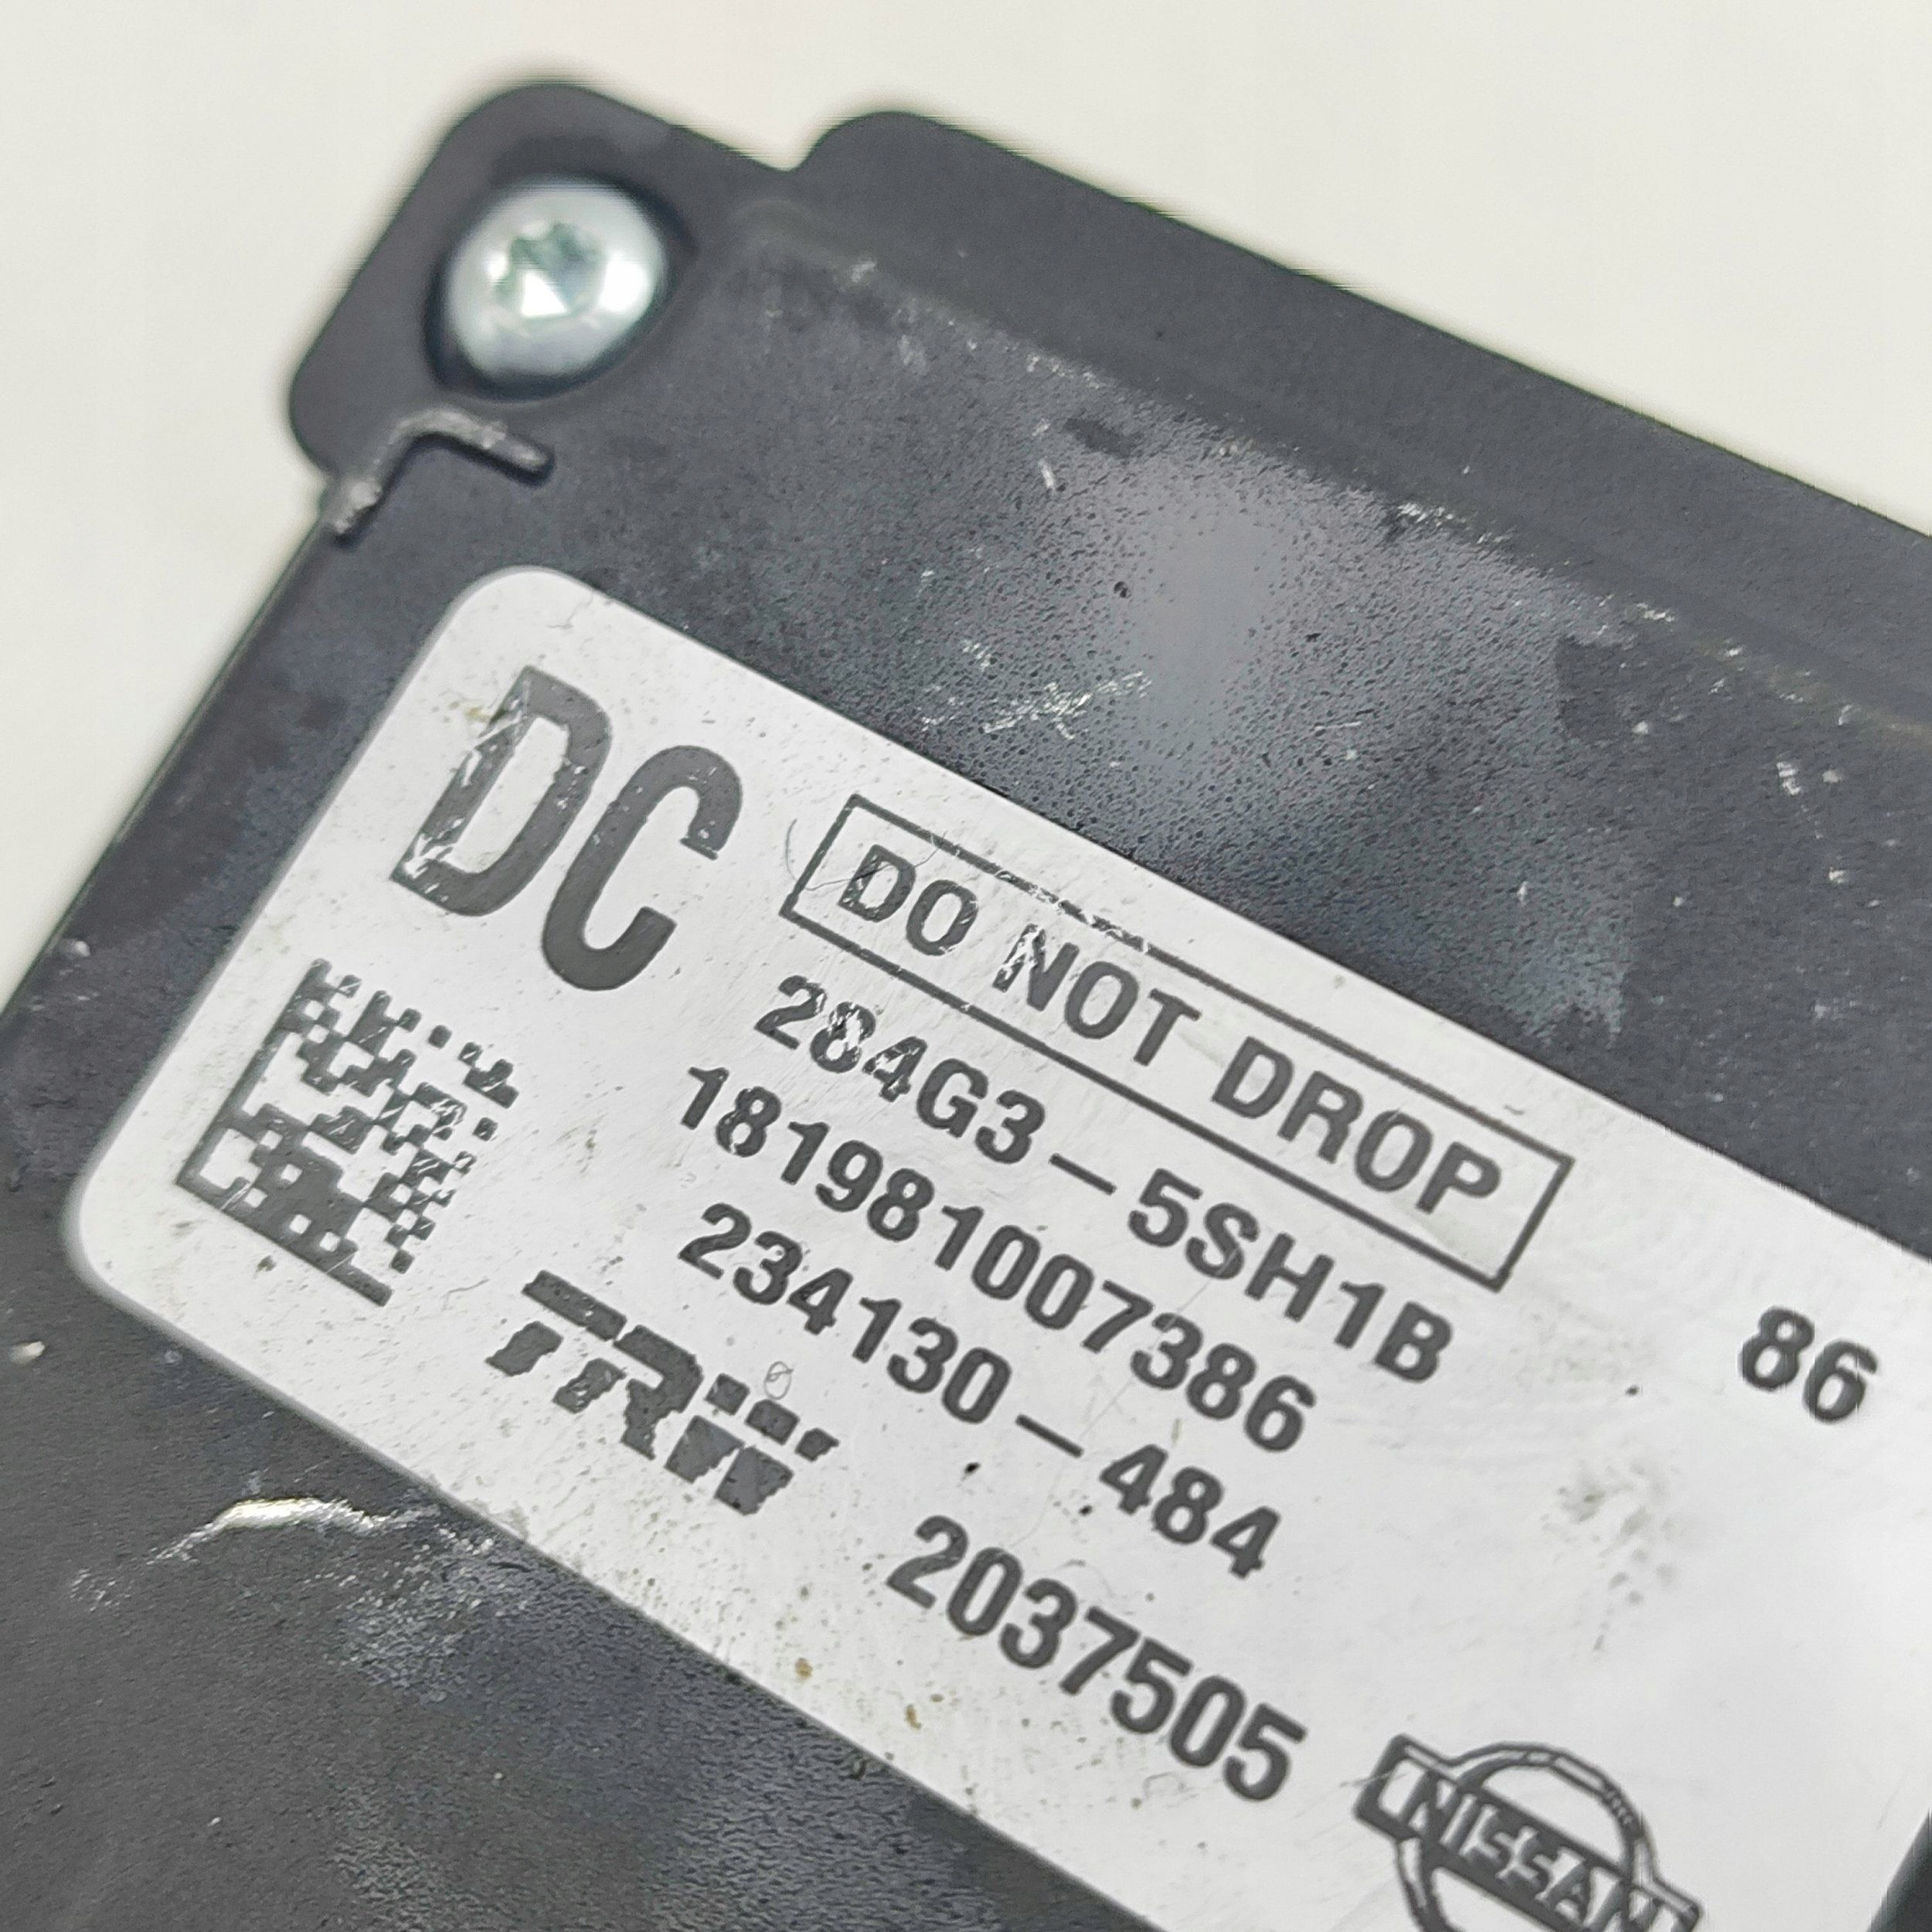 DC
DO NOT DROP
284G3-5SH1B
86
181981007386
234130-484
TRW
2037505
NISSAN